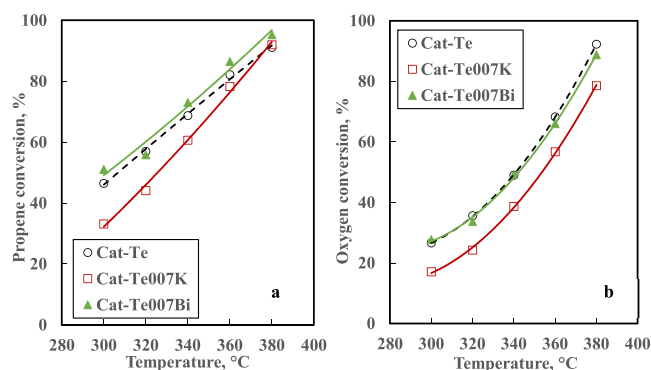 100
80
60
40
20
0
Propene conversion, %
Cat-Te
Cat-Te007K
Cat-Te007Bi
a
280 300 320 340 360 380 400
Temperature, °C
100
80
60
40
20
0
Oxygen conversion, %
Cat-Te
Cat-Te007K
Cat-Te007Bi
b
280 300 320 340 360 380 400
Temperature, °C